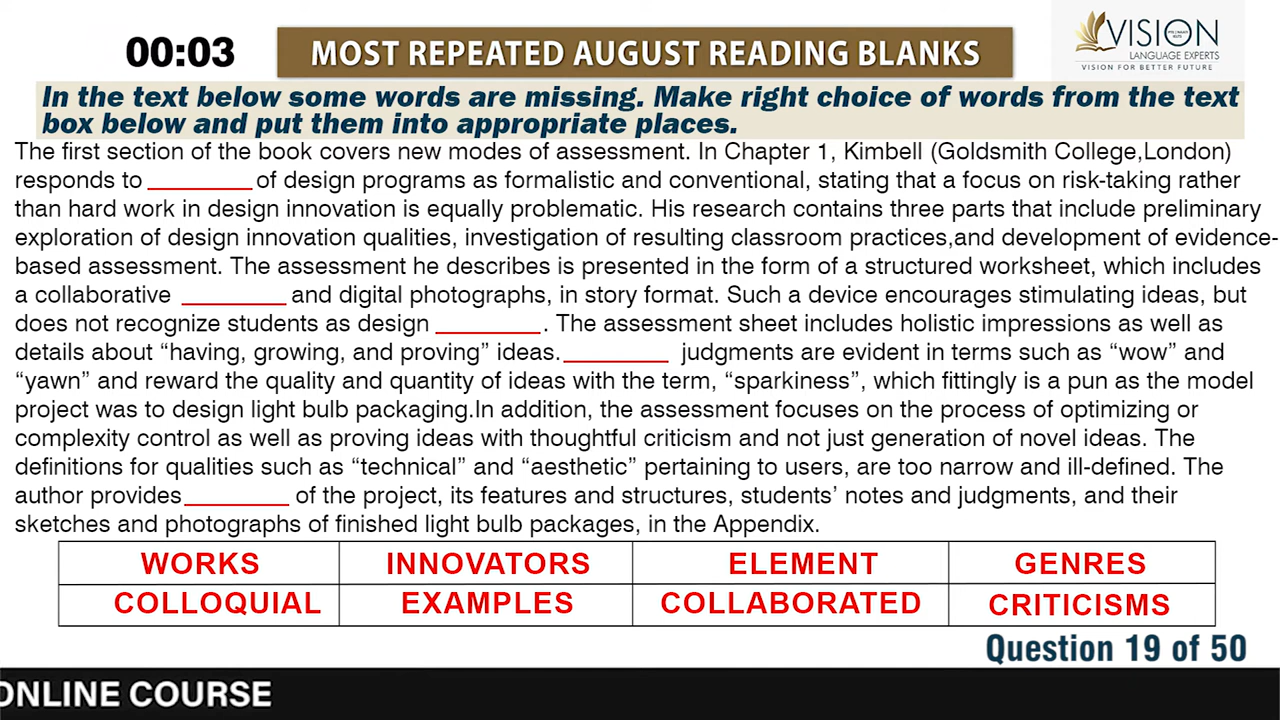 00:03
MOST REPEATED AUGUST READING BLANKS
VISION
LANGUAGE EXPERTS
VISION FOR BETTER FUTURE
In the text below some words are missing. Make right choice of words from the text
box below and put them into appropriate places.
The first section of the book covers new modes of assessment. In Chapter 1, Kimbell (Goldsmith College,London)
responds to ________ of design programs as formalistic and conventional, stating that a focus on risk-taking rather
than hard work in design innovation is equally problematic. His research contains three parts that include preliminary
exploration of design innovation qualities, investigation of resulting classroom practices,and development of evidence-
based assessment. The assessment he describes is presented in the form of a structured worksheet, which includes
a collaborative ________ and digital photographs, in story format. Such a device encourages stimulating ideas, but
does not recognize students as design ________. The assessment sheet includes holistic impressions as well as
details about “having, growing, and proving” ideas. ________ judgments are evident in terms such as “wow” and
“yawn” and reward the quality and quantity of ideas with the term, “sparkiness”, which fittingly is a pun as the model
project was to design light bulb packaging.In addition, the assessment focuses on the process of optimizing or
complexity control as well as proving ideas with thoughtful criticism and not just generation of novel ideas. The
definitions for qualities such as “technical” and “aesthetic” pertaining to users, are too narrow and ill-defined. The
author provides ________ of the project, its features and structures, students’ notes and judgments, and their
sketches and photographs of finished light bulb packages, in the Appendix.
WORKS INNOVATORS ELEMENT GENRES
COLLOQUIAL EXAMPLES COLLABORATED CRITICISMS
Question 19 of 50
ONLINE COURSE